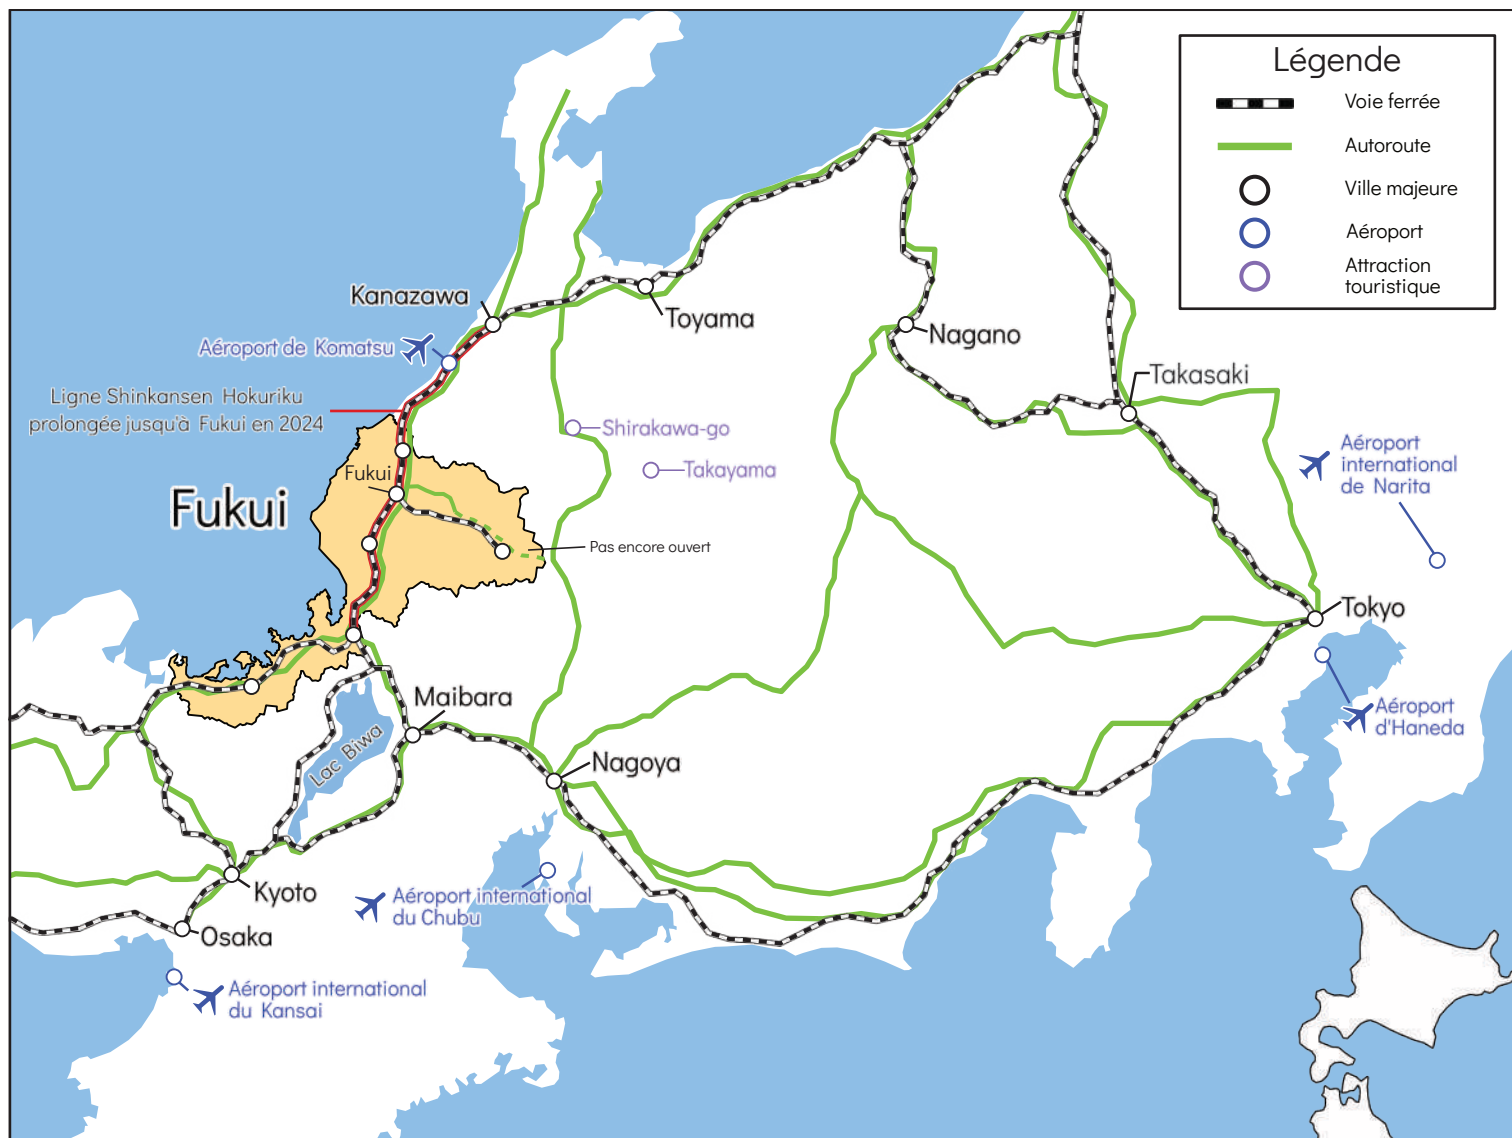 Légende
Voie ferrée
Autoroute
Ville majeure
Aéroport
Attraction
touristique
Kanazawa
Toyama
Nagano
Aéroport de Komatsu
Takasaki
Ligne Shinkansen Hokuriku
prolongée jusqu'à Fukui en 2024
Shirakawa-go
Takayama
Aéroport
international
de Narita
Fukui
Fukui
Pas encore ouvert
Tokyo
Maibara
Aéroport
d'Haneda
Lac Biwa
Nagoya
Kyoto
Aéroport international
du Chubu
Osaka
Aéroport international
du Kansai